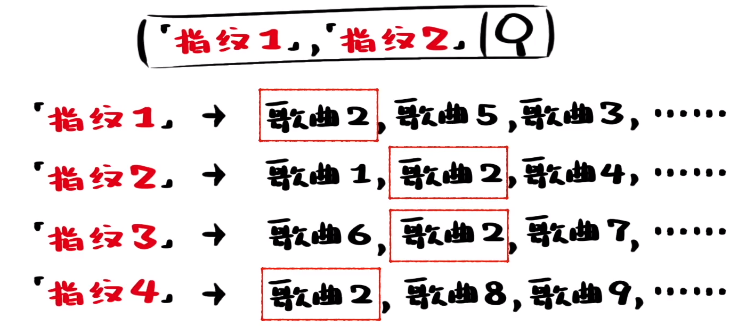 「指纹1」,「指纹2」
「指纹1」 → 歌曲2, 歌曲5, 歌曲3, ······
「指纹2」 → 歌曲1, 歌曲2, 歌曲4, ······
「指纹3」 → 歌曲6, 歌曲2, 歌曲7, ······
「指纹4」 → 歌曲2, 歌曲8, 歌曲9, ······